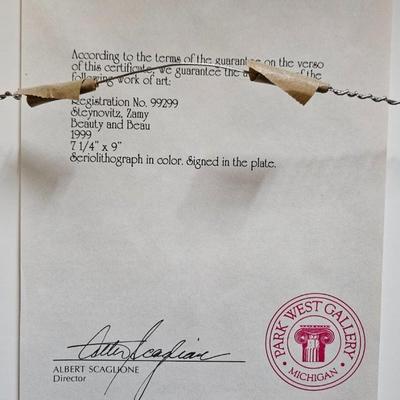 According to the terms of the guarantee on the verso
of this certificate, we guarantee the of the
following work of art:
Registration No. 99299
Steynovitz, Zamy
Beauty and Beau
1999
7 1/4" x 9"
Seriolithograph in color. Signed in the plate.
ALBERT SCAGLIONE
Director
PARK WEST GALLERY
MICHIGAN